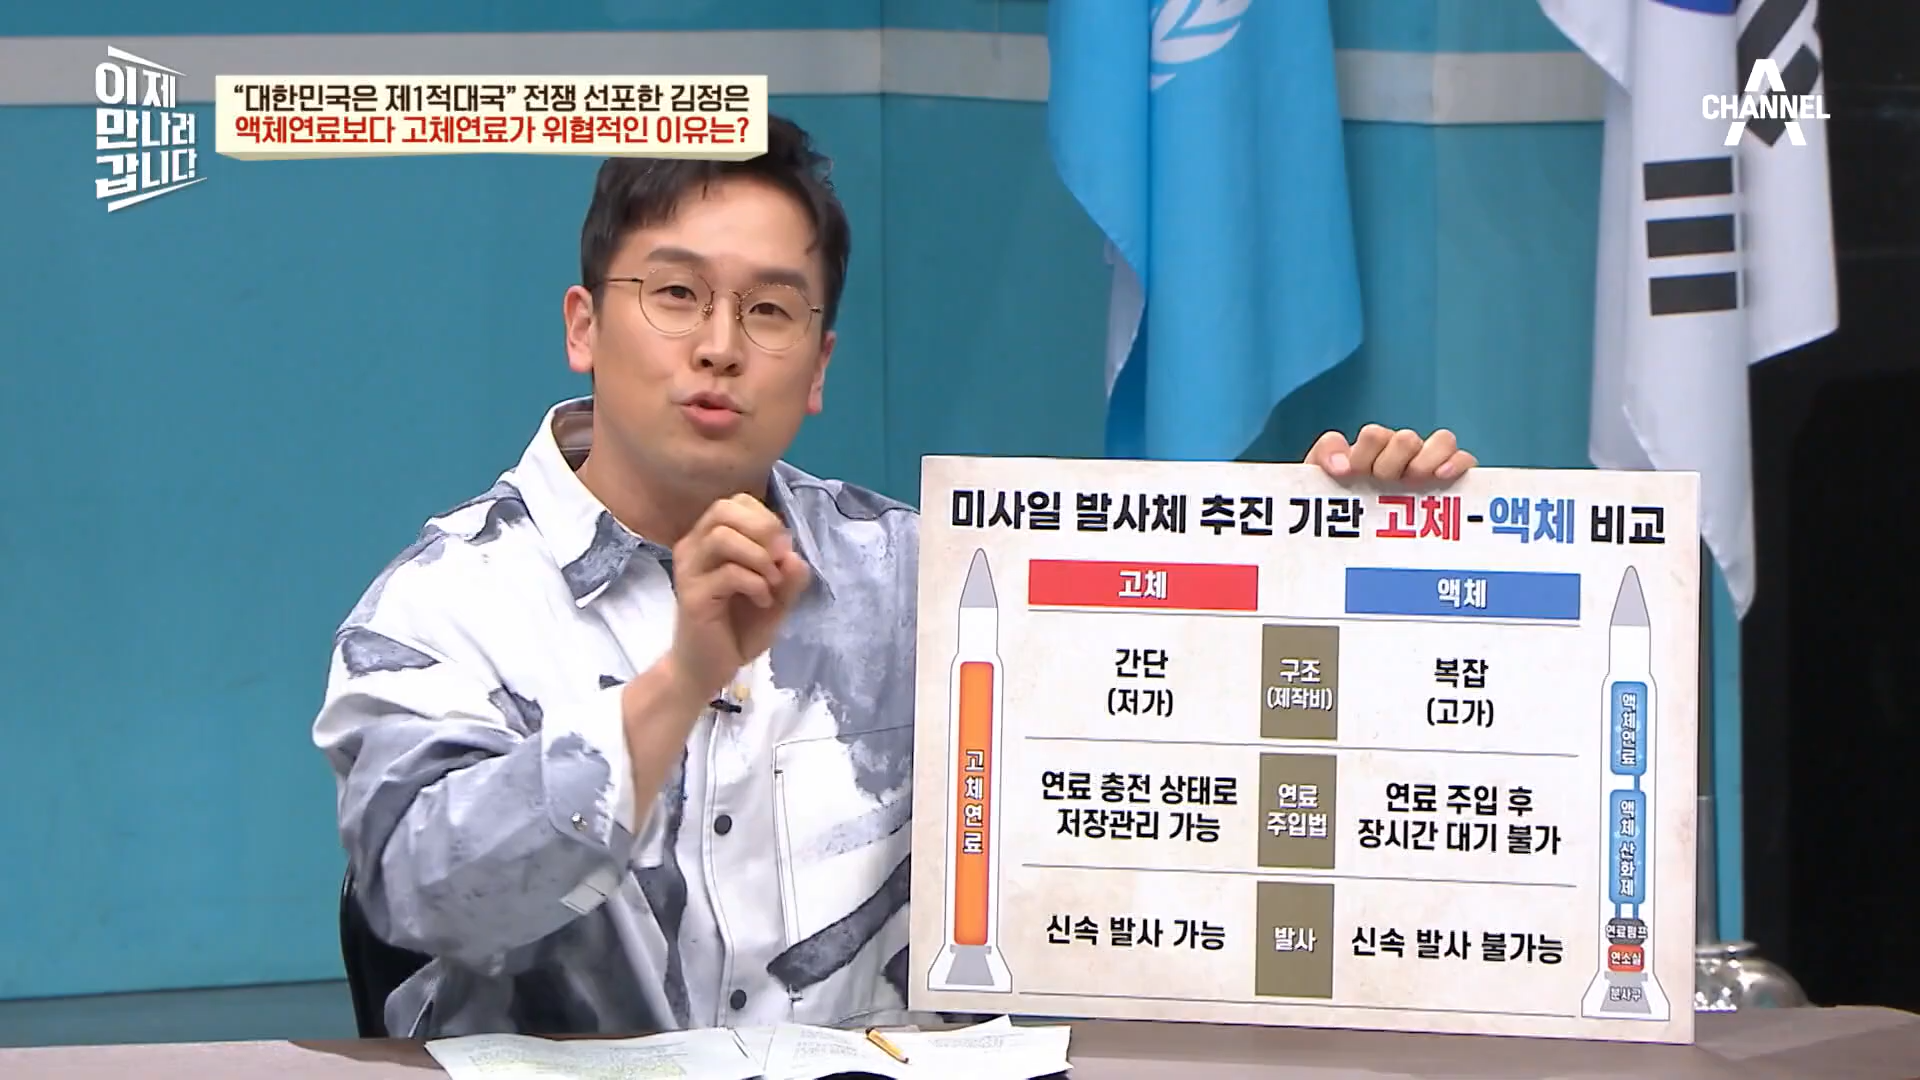 이제
만나러
갑니다
“대한민국은 제1적대국” 전쟁 선포한 김정은
액체연료보다 고체연료가 위협적인 이유는?
CHANNEL A
미사일 발사체 추진 기관 고체-액체 비교
고체
액체
간단
(저가)
구조
(제작비)
복잡
(고가)
연료 충전 상태로
저장관리 가능
연료
주입법
연료 주입 후
장시간 대기 불가
신속 발사 가능
발사
신속 발사 불가능
고체연료
액체연료
액체 산화제
연료펌프
연소실
분사구